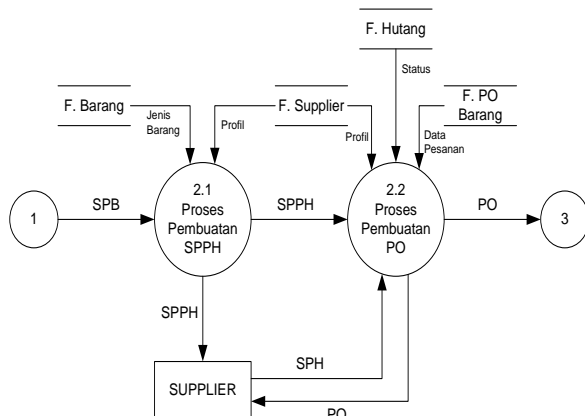 F. Hutang
Status
F. Barang
Jenis
Barang
F. Supplier
Profil
Profil
F. PO
Barang
Data
Pesanan
1
SPB
2.1
Proses
Pembuatan
SPPH
SPPH
2.2
Proses
Pembuatan
PO
PO
3
SPPH
SUPPLIER
SPH
PO